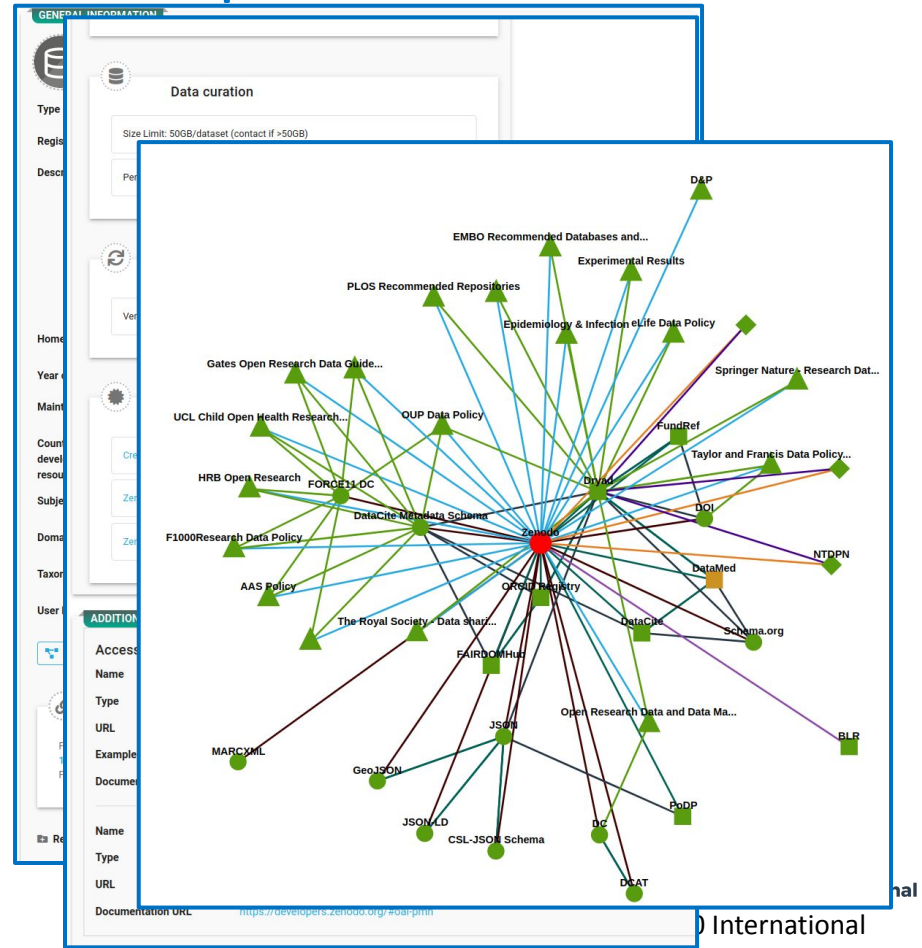 GENERAL INFORMATION
Type
Regis
Descr
Home
Year o
Maint
Count
develo
resou
Subje
Doma
Taxon
User
Re
Data curation
Size Limit: 50GB/dataset (contact if >50GB)
Per
Ver
Cre
Zen
Zen
ADDITION
Access
Name
Type
URL
Example
Documen
Name
Type
URL
Documentation URL
https://developers.zenodo.org/#oai-pmh
D&P
EMBO Recommended Databases and...
Experimental Results
PLOS Recommended Repositories
Epidemiology & Infection
eLife Data Policy
Gates Open Research Data Guide...
Springer Nature - Research Dat...
UCL Child Open Health Research...
OUP Data Policy
FundRef
Taylor and Francis Data Policy...
HRB Open Research
FORCE11 DC
Dryad
DOI
DataCite Metadata Schema
F1000Research Data Policy
Zenodo
NTDPN
DataMed
AAS Policy
ORCID Registry
The Royal Society - Data shari...
DataCite
Schema.org
FAIRDOMHub
Open Research Data and Data Ma...
JSON
BLR
MARCXML
GeoJSON
PoDP
JSON-LD
DC
CSL-JSON Schema
DCAT
nal
International